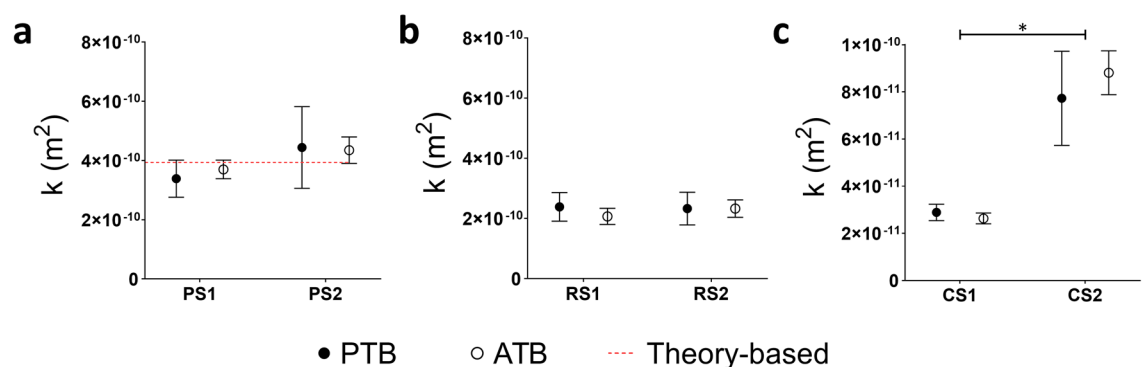 a
b
c
8×10⁻¹⁰
6×10⁻¹⁰
4×10⁻¹⁰
2×10⁻¹⁰
0
k (m²)
PS1 PS2
8×10⁻¹⁰
6×10⁻¹⁰
4×10⁻¹⁰
2×10⁻¹⁰
0
k (m²)
RS1 RS2
*
1×10⁻¹⁰
8×10⁻¹¹
6×10⁻¹¹
4×10⁻¹¹
2×10⁻¹¹
0
k (m²)
CS1 CS2
PTB ATB Theory-based